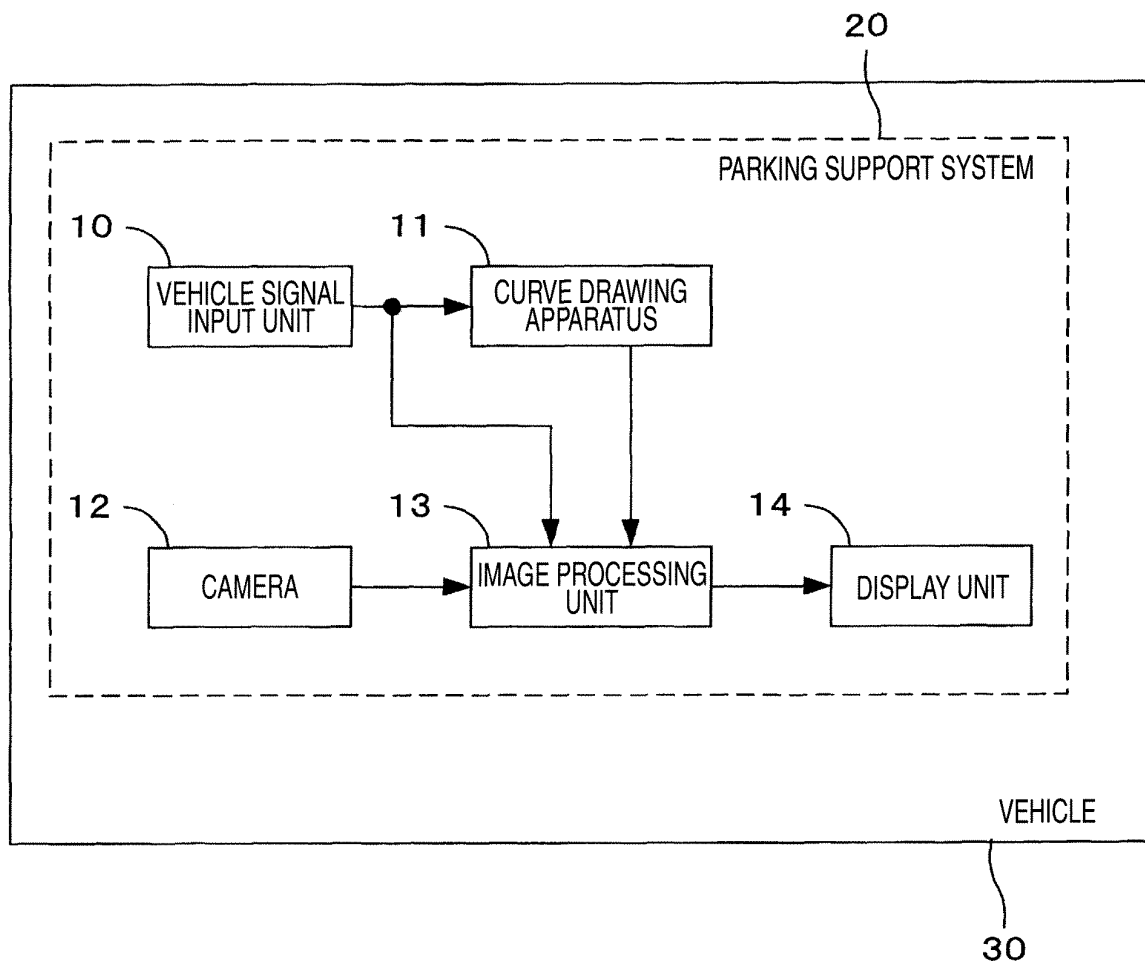 20
PARKING SUPPORT SYSTEM
10
11
VEHICLE SIGNAL
INPUT UNIT
CURVE DRAWING
APPARATUS
12
13
14
CAMERA
IMAGE PROCESSING
UNIT
DISPLAY UNIT
VEHICLE
30